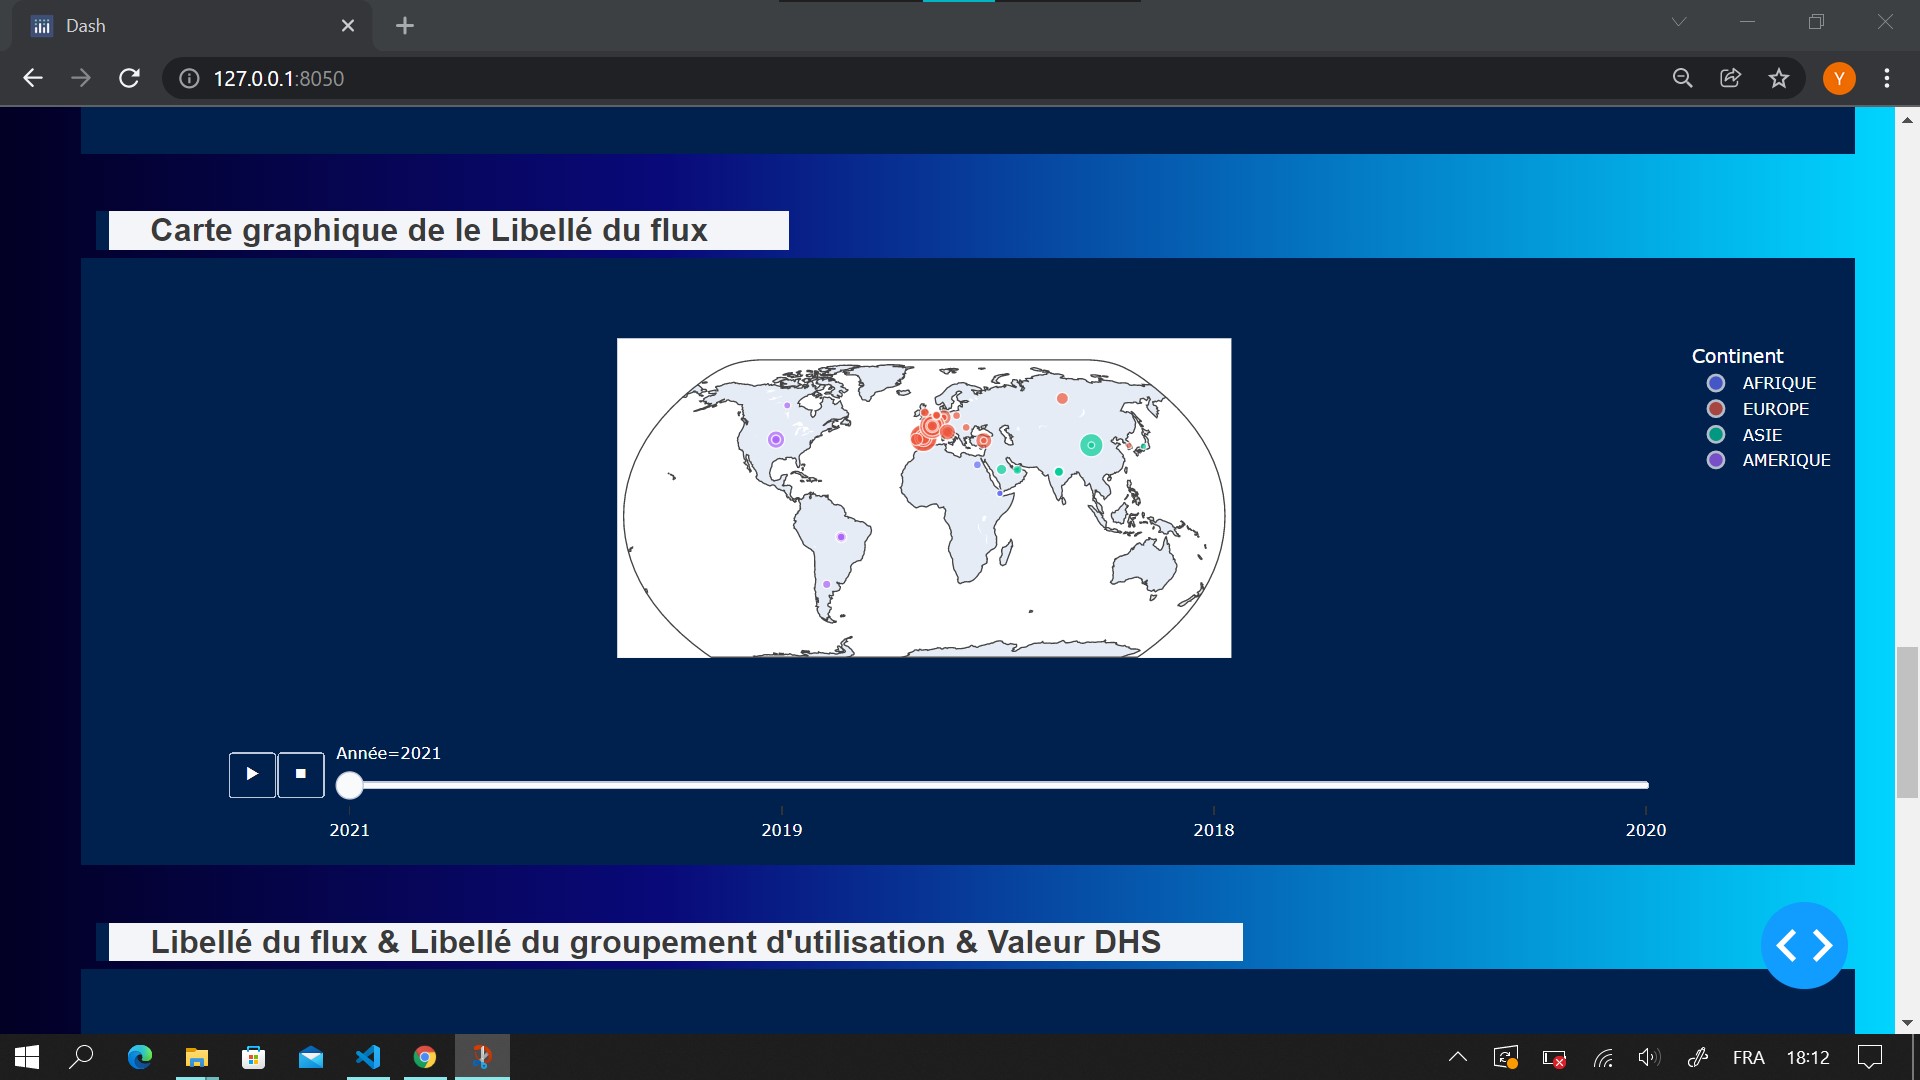 Dash
127.0.0.1:8050
Y
Carte graphique de le Libellé du flux
Continent
AFRIQUE
EUROPE
ASIE
AMERIQUE
Année=2021
2021 2019 2018 2020
Libellé du flux & Libellé du groupement d'utilisation & Valeur DHS
FRA 18:12